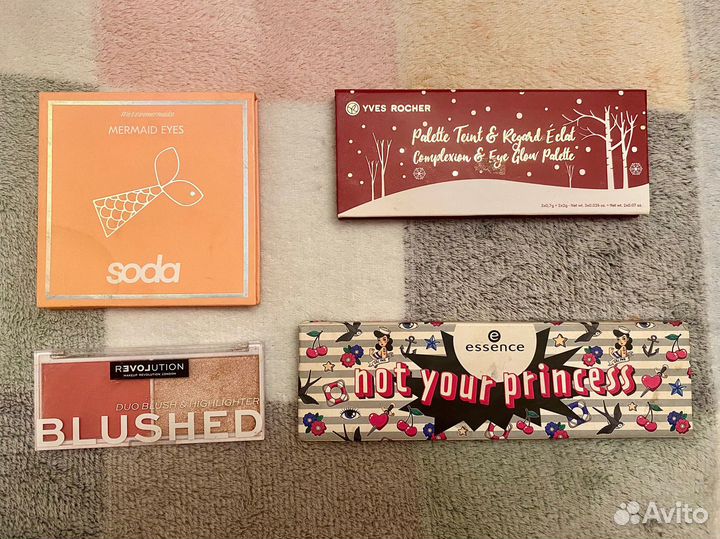 #hissomermaids
MERMAID EYES
soda
YVES ROCHER
Palette Teint & Regard Éclat
Complexion & Eye Glow Palette
REVOLUTION
MAKEUP REVOLUTION LONDON
DUO BLUSH & HIGHLIGHTER
BLUSHED
e
essence
not your princess
Avito